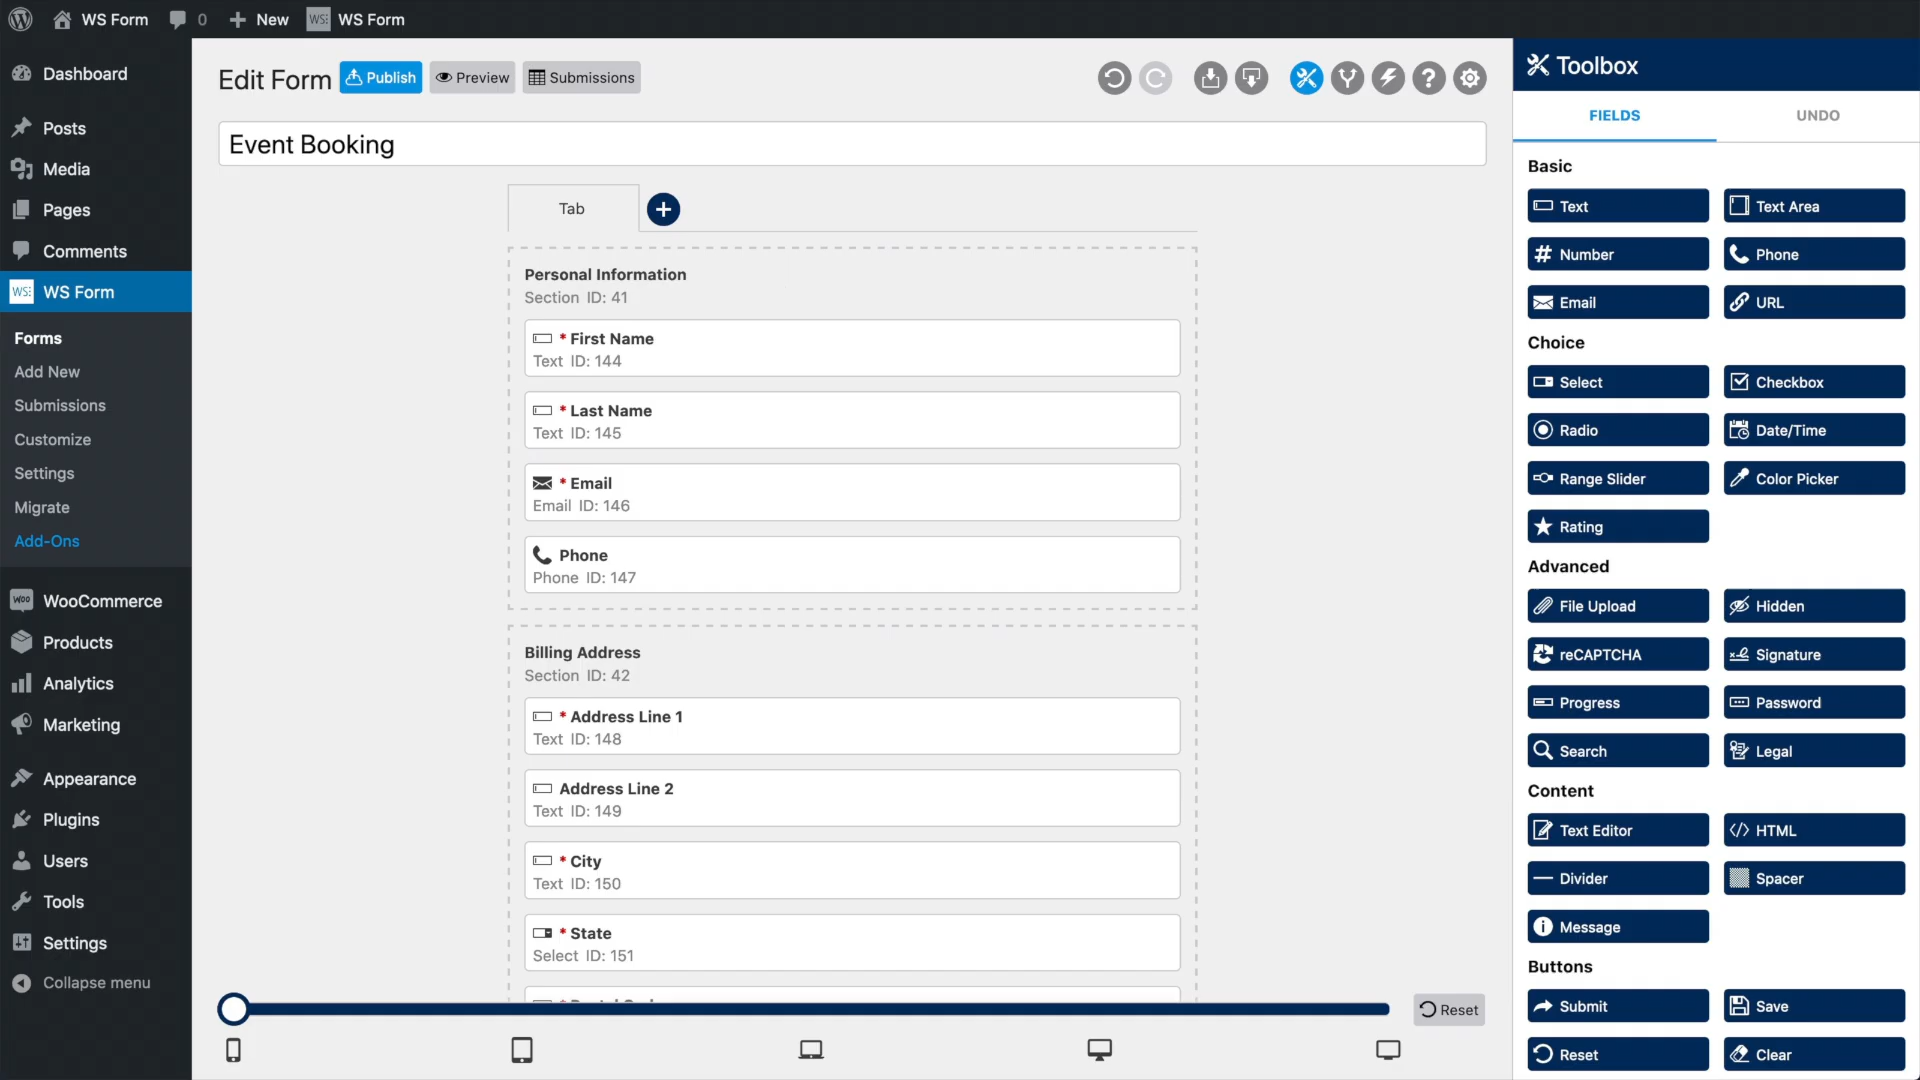 WS Form
0
New
WS Form
Dashboard
Posts
Media
Pages
Comments
WS Form
Forms
Add New
Submissions
Customize
Settings
Migrate
Add-Ons
WooCommerce
Products
Analytics
Marketing
Appearance
Plugins
Users
Tools
Settings
Collapse menu
Edit Form
Publish
Preview
Submissions
Event Booking
Tab
Personal Information
Section ID: 41
* First Name
Text ID: 144
* Last Name
Text ID: 145
* Email
Email ID: 146
Phone
Phone ID: 147
Billing Address
Section ID: 42
* Address Line 1
Text ID: 148
Address Line 2
Text ID: 149
* City
Text ID: 150
* State
Select ID: 151
Reset
Toolbox
FIELDS
UNDO
Basic
Text
Text Area
Number
Phone
Email
URL
Choice
Select
Checkbox
Radio
Date/Time
Range Slider
Color Picker
Rating
Advanced
File Upload
Hidden
reCAPTCHA
Signature
Progress
Password
Search
Legal
Content
Text Editor
HTML
Divider
Spacer
Message
Buttons
Submit
Save
Reset
Clear